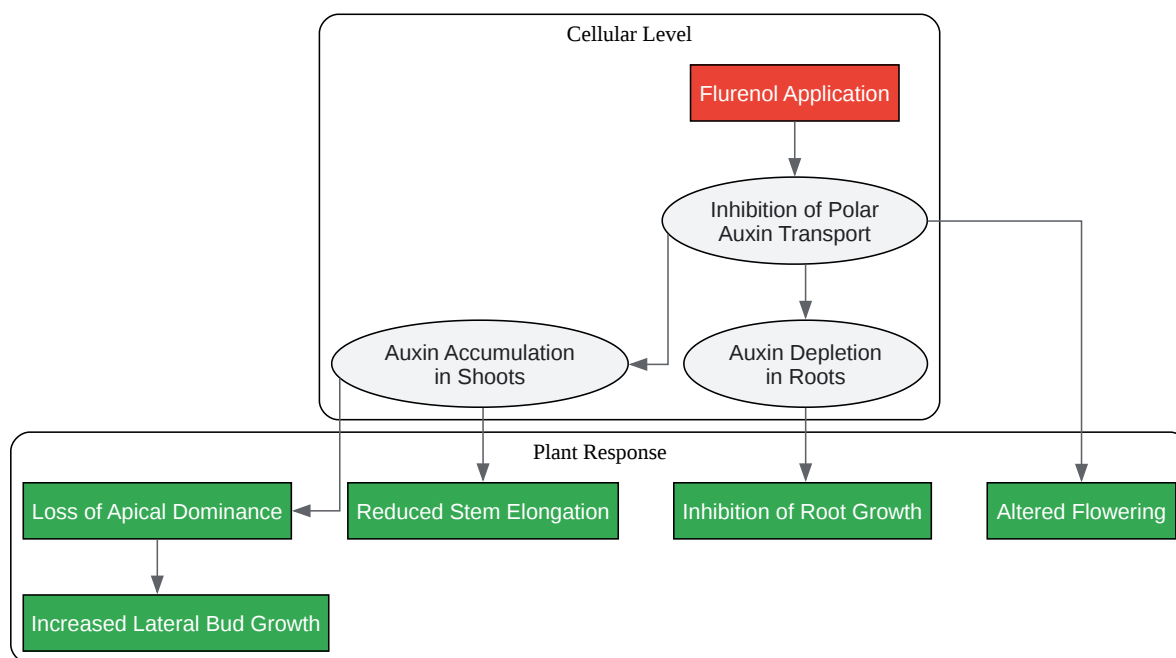 Cellular Level
Flurenol Application
Inhibition of Polar
Auxin Transport
Auxin Accumulation
in Shoots
Auxin Depletion
in Roots
Plant Response
Loss of Apical Dominance
Reduced Stem Elongation
Inhibition of Root Growth
Altered Flowering
Increased Lateral Bud Growth